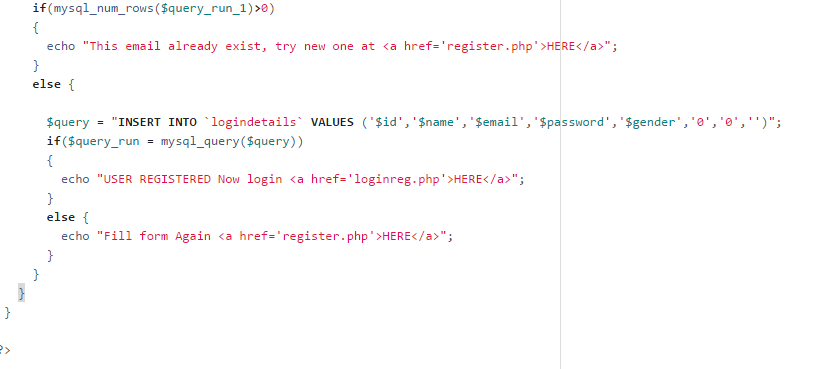 if(mysql_num_rows($query_run_1)>0)
{
echo "This email already exist, try new one at <a href='register.php'>HERE</a>";
}
else {
$query = "INSERT INTO `logindetails` VALUES ('$id','$name','$email','$password','$gender','0','0','')";
if($query_run = mysql_query($query))
{
echo "USER REGISTERED Now login <a href='loginreg.php'>HERE</a>";
}
else {
echo "Fill form Again <a href='register.php'>HERE</a>";
}
}
}
}
?>